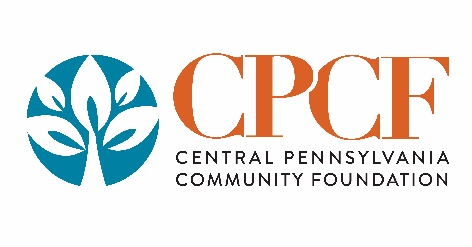 CPCF
CENTRAL PENNSYLVANIA
COMMUNITY FOUNDATION